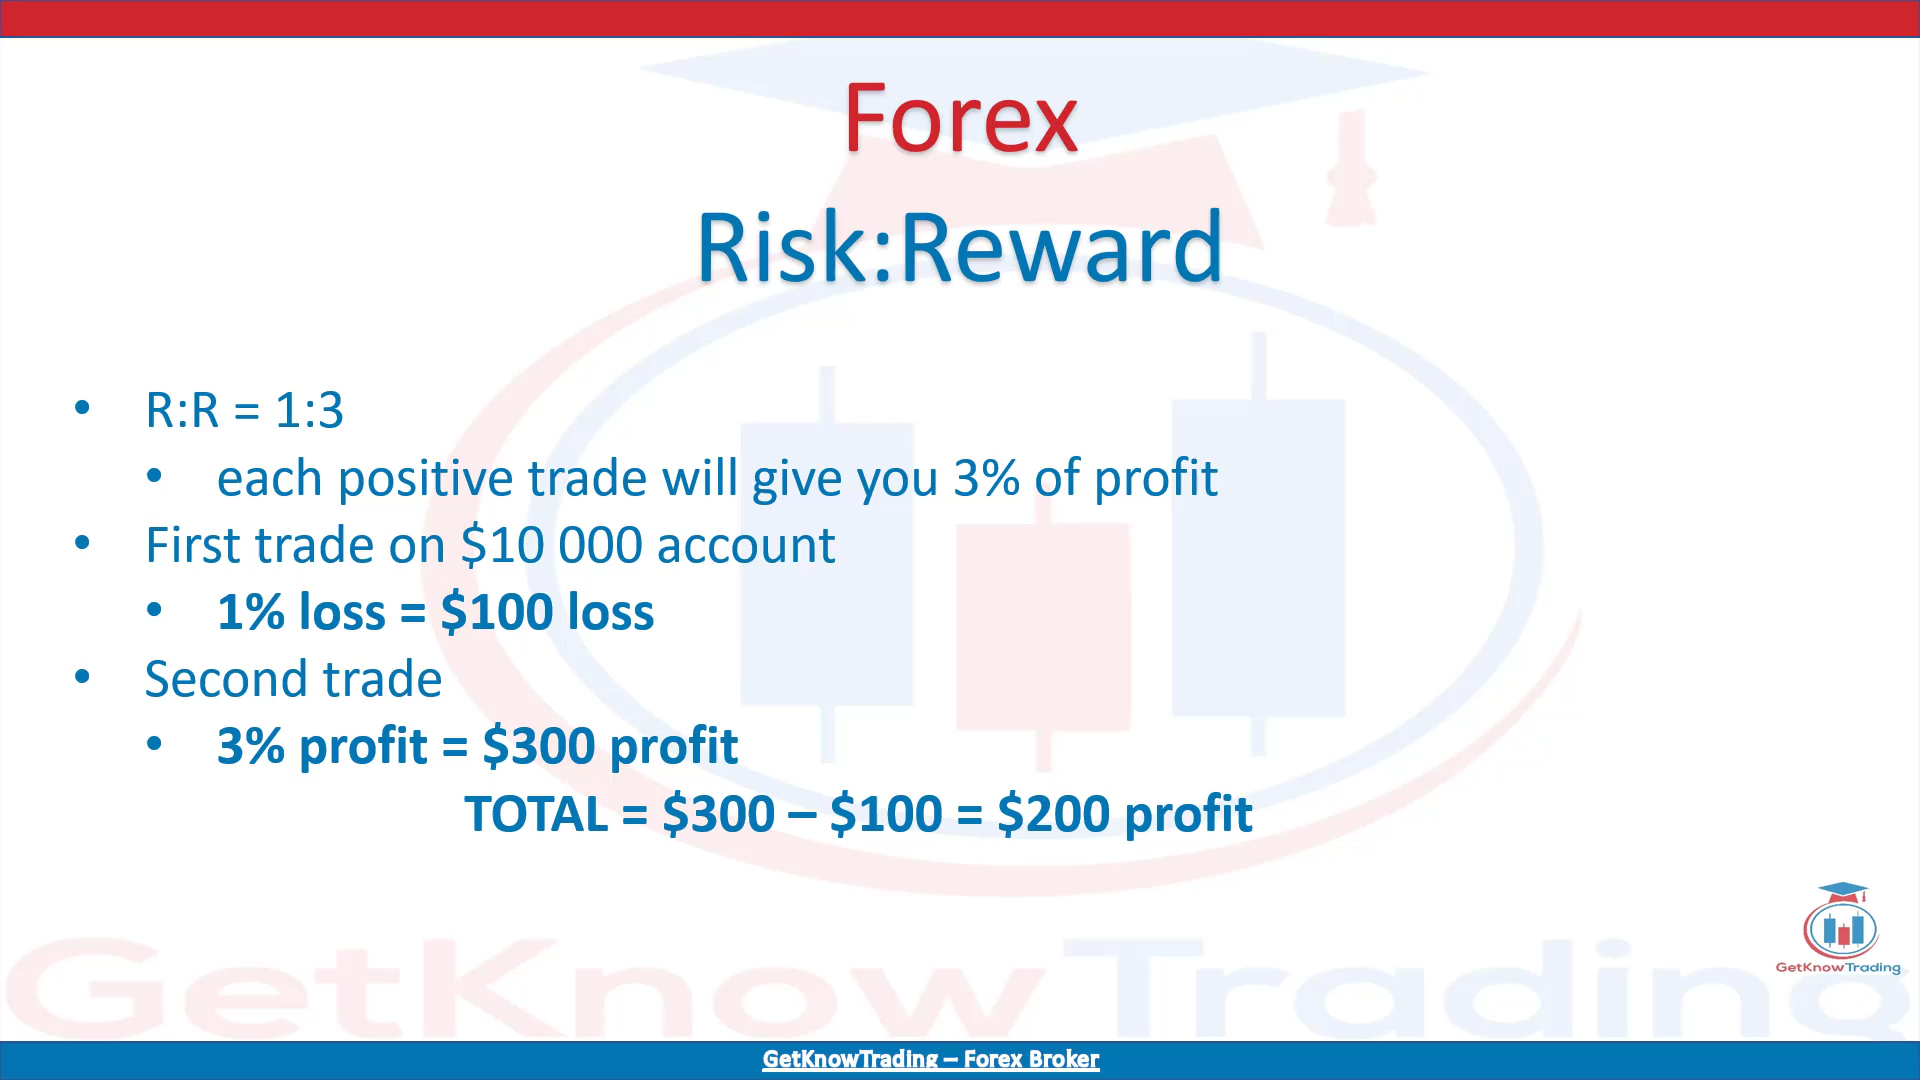 Forex
Risk:Reward
• R:R = 1:3
• each positive trade will give you 3% of profit
• First trade on $10 000 account
• 1% loss = $100 loss
• Second trade
• 3% profit = $300 profit
TOTAL = $300 – $100 = $200 profit
GetKnowTrading
GetKnowTrading
GetKnowTrading – Forex Broker